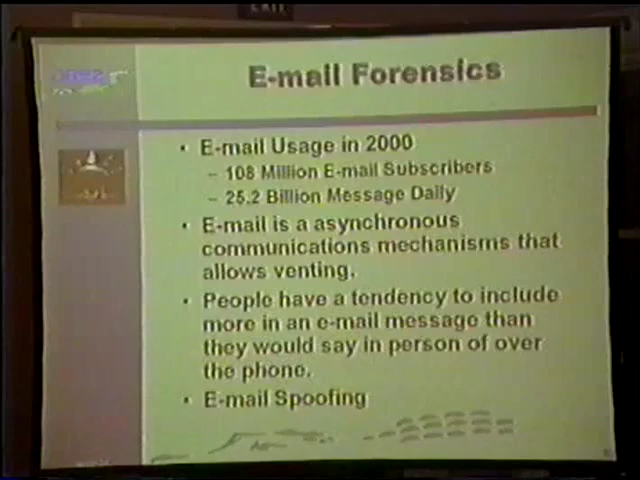 EXIT
E-mail Forensics
• E-mail Usage in 2000
– 108 Million E-mail Subscribers
– 25.2 Billion Message Daily
• E-mail is a asynchronous
communications mechanisms that
allows venting.
• People have a tendency to include
more in an e-mail message than
they would say in person of over
the phone.
• E-mail Spoofing